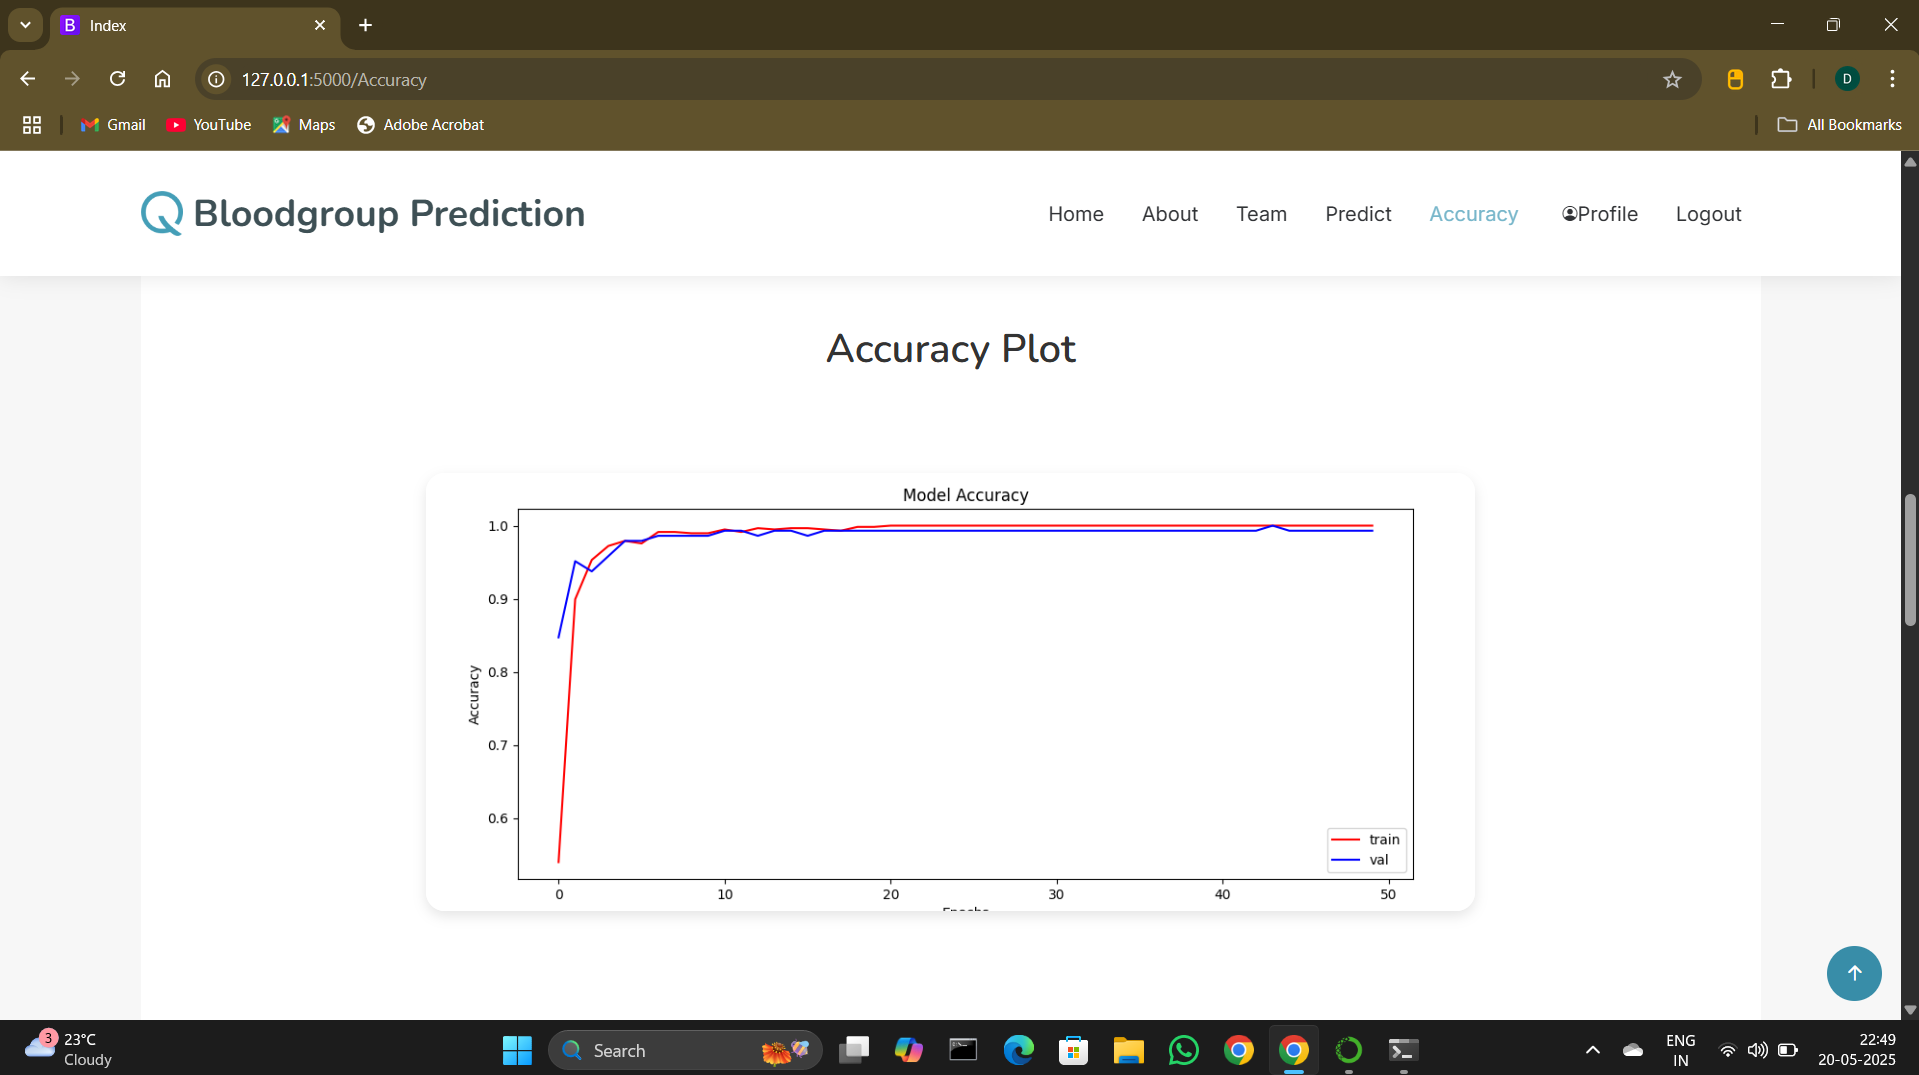 B Index
127.0.0.1:5000/Accuracy
D
Gmail YouTube Maps Adobe Acrobat All Bookmarks
Bloodgroup Prediction Home About Team Predict Accuracy Profile Logout
Accuracy Plot
Model Accuracy
1.0
0.9
0.8
0.7
0.6
Accuracy
train
val
0 10 20 30 40 50
Epochs
3 23°C
Cloudy
Search
ENG
IN
22:49
20-05-2025